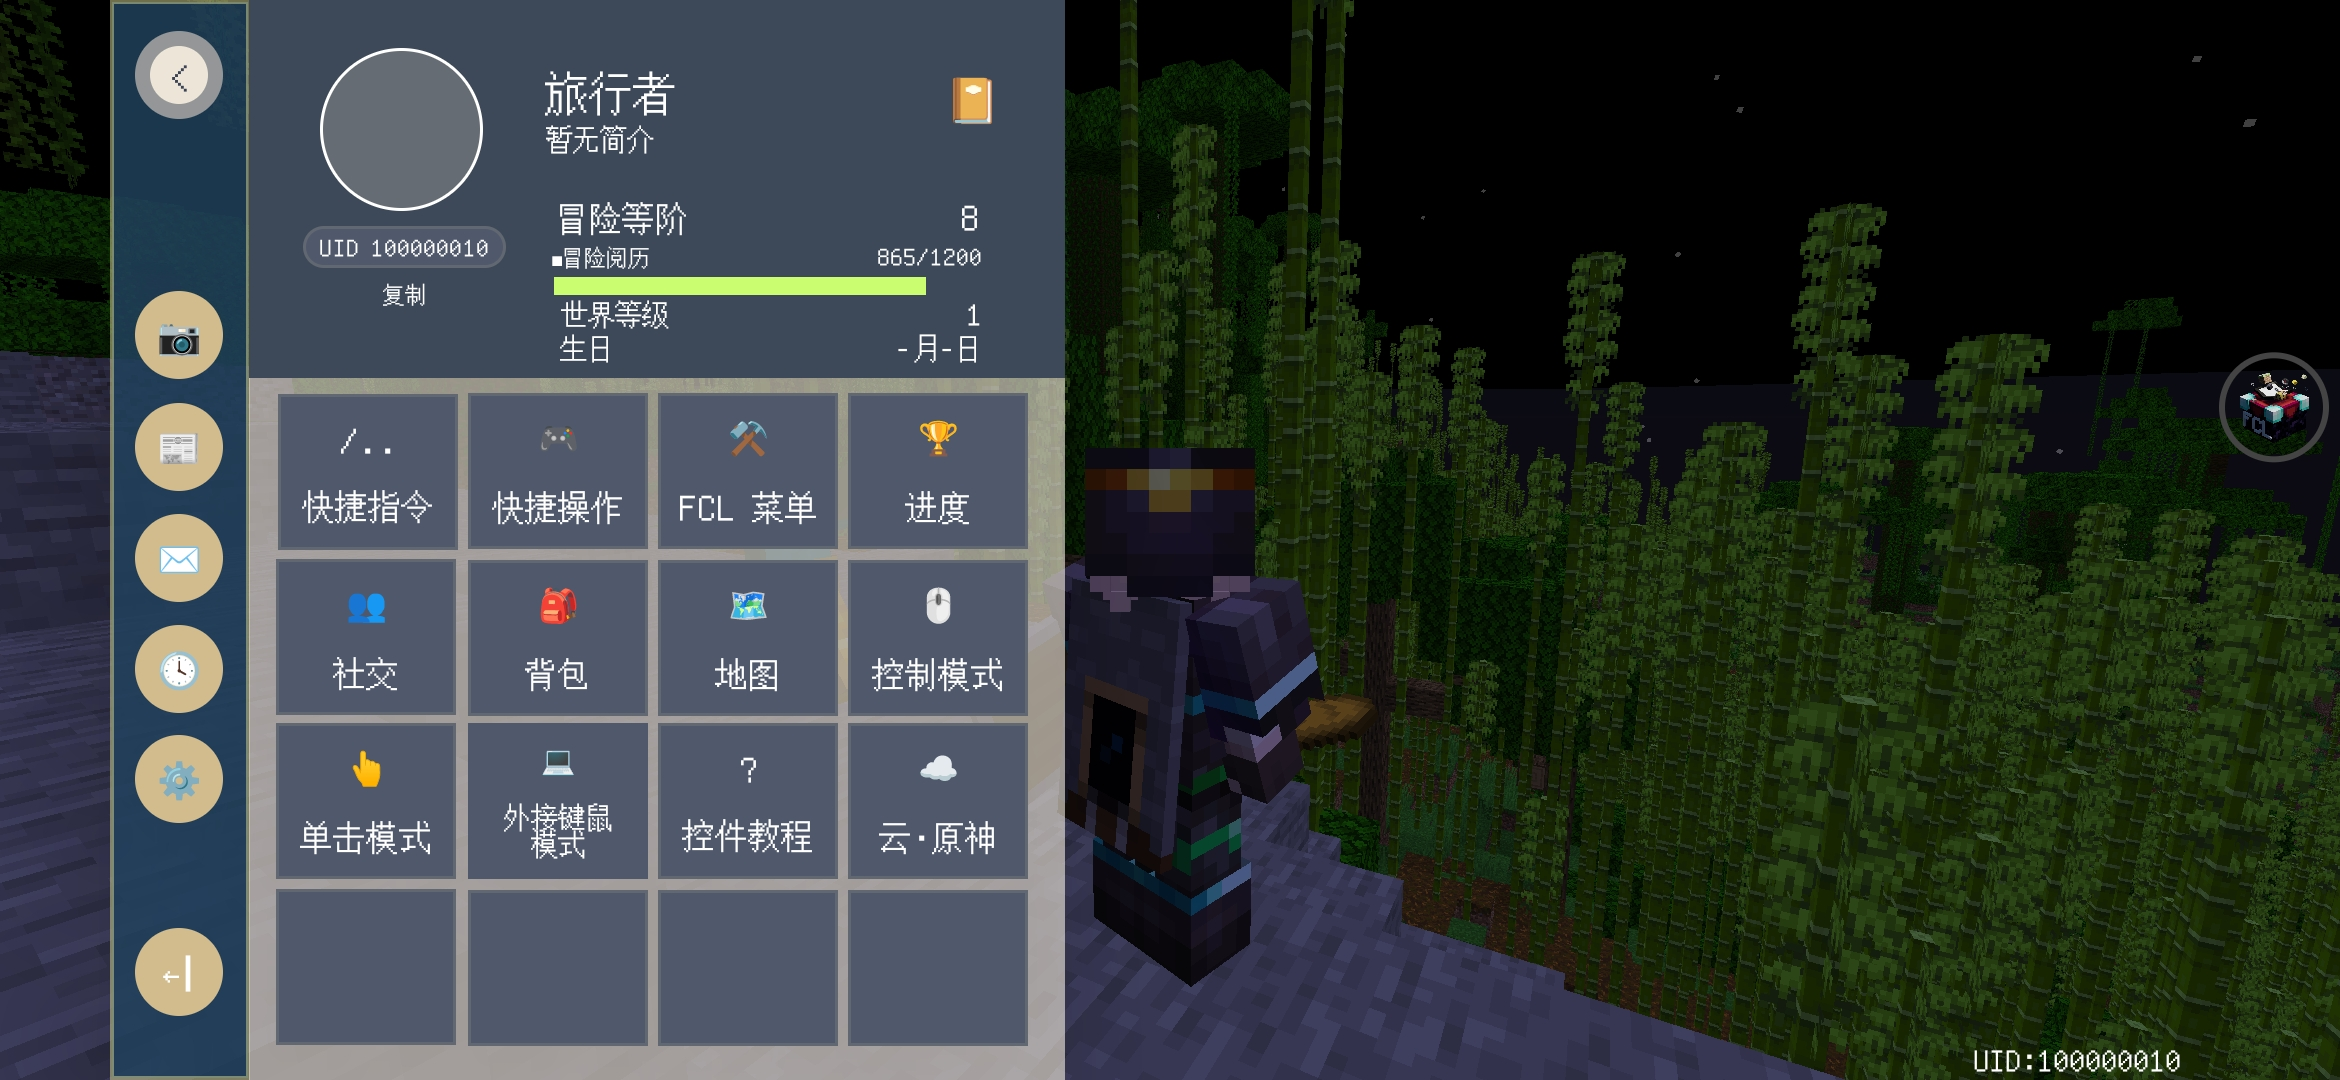 旅行者
暂无简介
UID 100000010
复制
冒险等阶 8
■冒险阅历 865/1200
世界等级 1
生日 -月-日
/..
快捷指令
快捷操作
FCL 菜单
进度
社交
背包
地图
控制模式
单击模式
外接键鼠
模式
?
控件教程
云·原神
FCL
UID:100000010